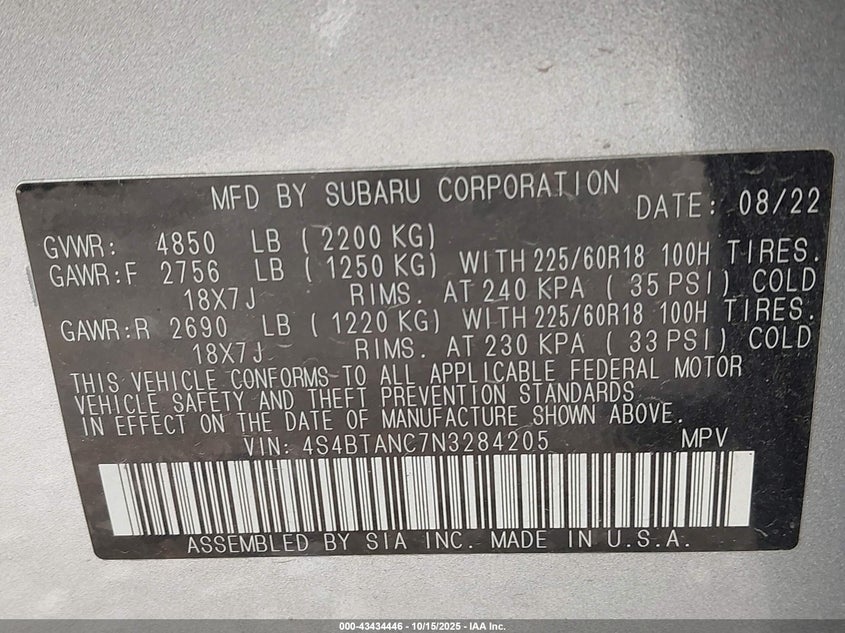 MFD BY SUBARU CORPORATION DATE: 08/22
GVWR: 4850 LB ( 2200 KG)
GAWR:F 2756 LB ( 1250 KG) WITH 225/60R18 100H TIRES.
18X7J RIMS. AT 240 KPA ( 35 PSI) COLD
GAWR:R 2690 LB ( 1220 KG) WITH 225/60R18 100H TIRES.
18X7J RIMS. AT 230 KPA ( 33 PSI) COLD
THIS VEHICLE CONFORMS TO ALL APPLICABLE FEDERAL MOTOR
VEHICLE SAFETY AND THEFT PREVENTION STANDARDS
IN EFFECT ON THE DATE OF MANUFACTURE SHOWN ABOVE.
VIN: 4S4BTANC7N3284205 MPV
ASSEMBLED BY SIA INC. MADE IN U.S.A.
000-43434446 - 10/15/2025 - IAA Inc.